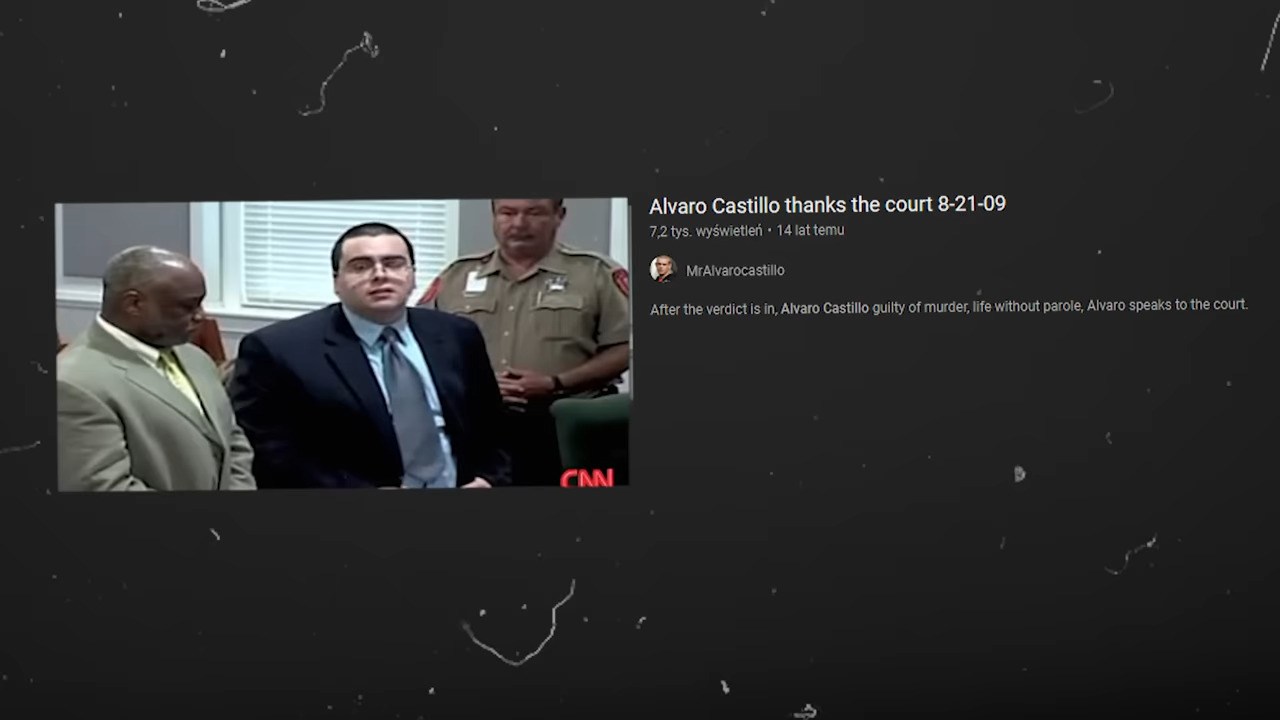 Alvaro Castillo thanks the court 8-21-09
7,2 tys. wyświetleń • 14 lat temu
MrAlvarocastillo
After the verdict is in, Alvaro Castillo guilty of murder, life without parole, Alvaro speaks to the court.
CNN